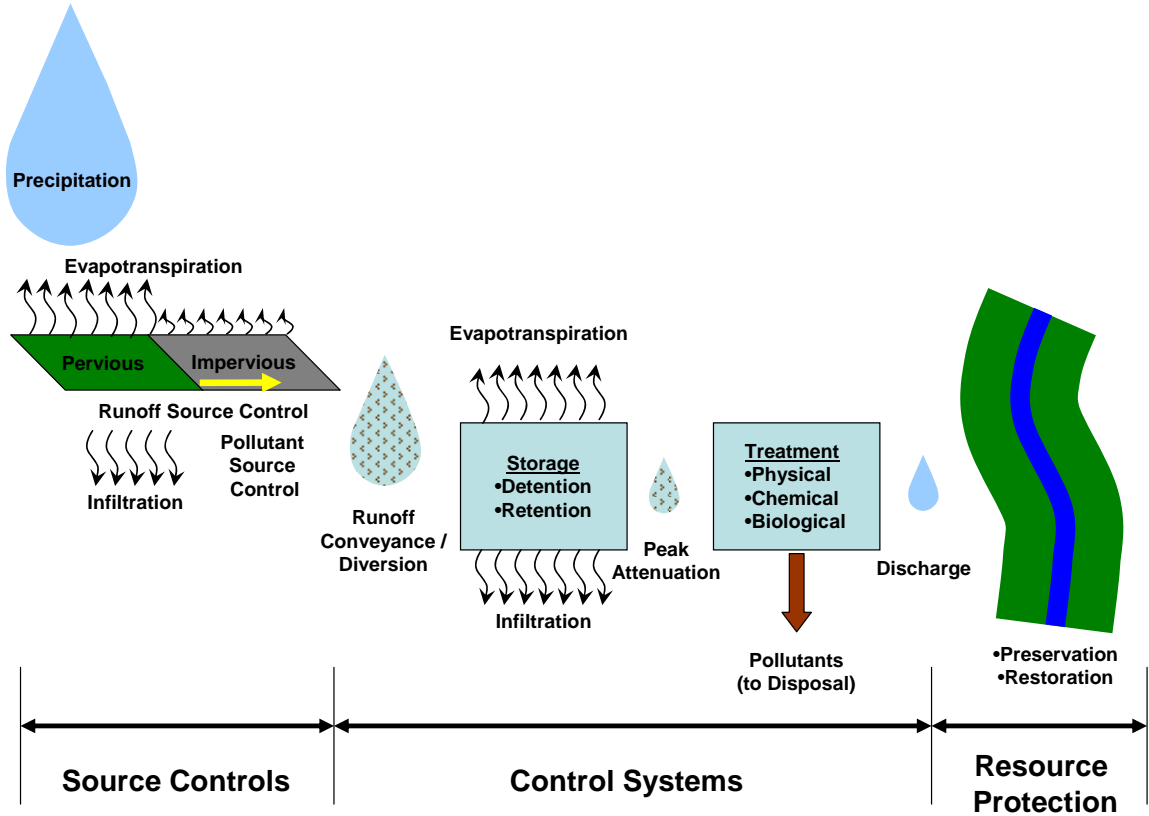 Precipitation
Evapotranspiration
Pervious
Impervious
Runoff Source Control
Pollutant
Source
Control
Infiltration
Runoff
Conveyance /
Diversion
Evapotranspiration
Storage
•Detention
•Retention
Infiltration
Peak
Attenuation
Treatment
•Physical
•Chemical
•Biological
Pollutants
(to Disposal)
Discharge
•Preservation
•Restoration
Source Controls
Control Systems
Resource
Protection